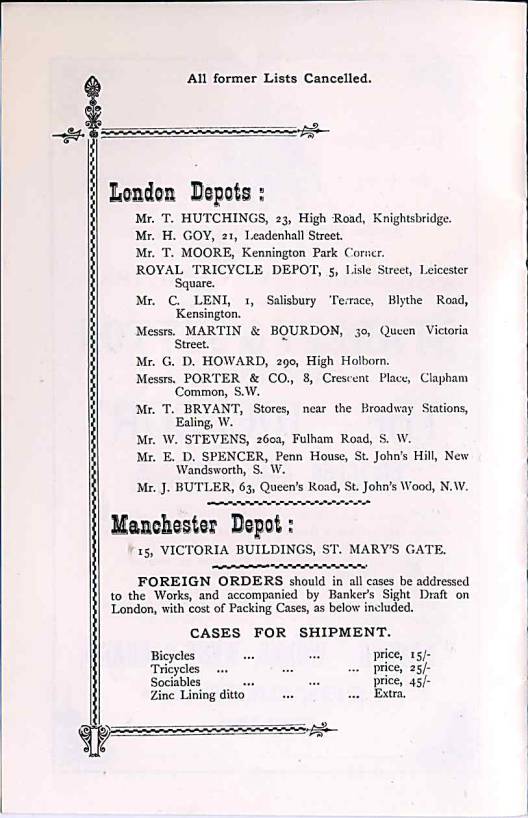 All former Lists Cancelled.
London Depots:
Mr. T. HUTCHINGS, 23, High Road, Knightsbridge.
Mr. H. GOY, 21, Leadenhall Street.
Mr. T. MOORE, Kennington Park Corner.
ROYAL TRICYCLE DEPOT, 5, Lisle Street, Leicester
Square.
Mr. C. LENI, 1, Salisbury Terrace, Blythe Road,
Kensington.
Messrs. MARTIN & BOURDON, 30, Queen Victoria
Street.
Mr. G. D. HOWARD, 290, High Holborn.
Messrs. PORTER & CO., 8, Crescent Place, Clapham
Common, S.W.
Mr. T. BRYANT, Stores, near the Broadway Stations,
Ealing, W.
Mr. W. STEVENS, 260a, Fulham Road, S. W.
Mr. E. D. SPENCER, Penn House, St. John's Hill, New
Wandsworth, S. W.
Mr. J. BUTLER, 63, Queen's Road, St. John's Wood, N.W.
Manchester Depot:
15, VICTORIA BUILDINGS, ST. MARY'S GATE.
FOREIGN ORDERS should in all cases be addressed
to the Works, and accompanied by Banker's Sight Draft on
London, with cost of Packing Cases, as below included.
CASES FOR SHIPMENT.
Bicycles ... ... price, 15/-
Tricycles ... ... ... price, 25/-
Sociables ... ... price, 45/-
Zinc Lining ditto ... ... Extra.